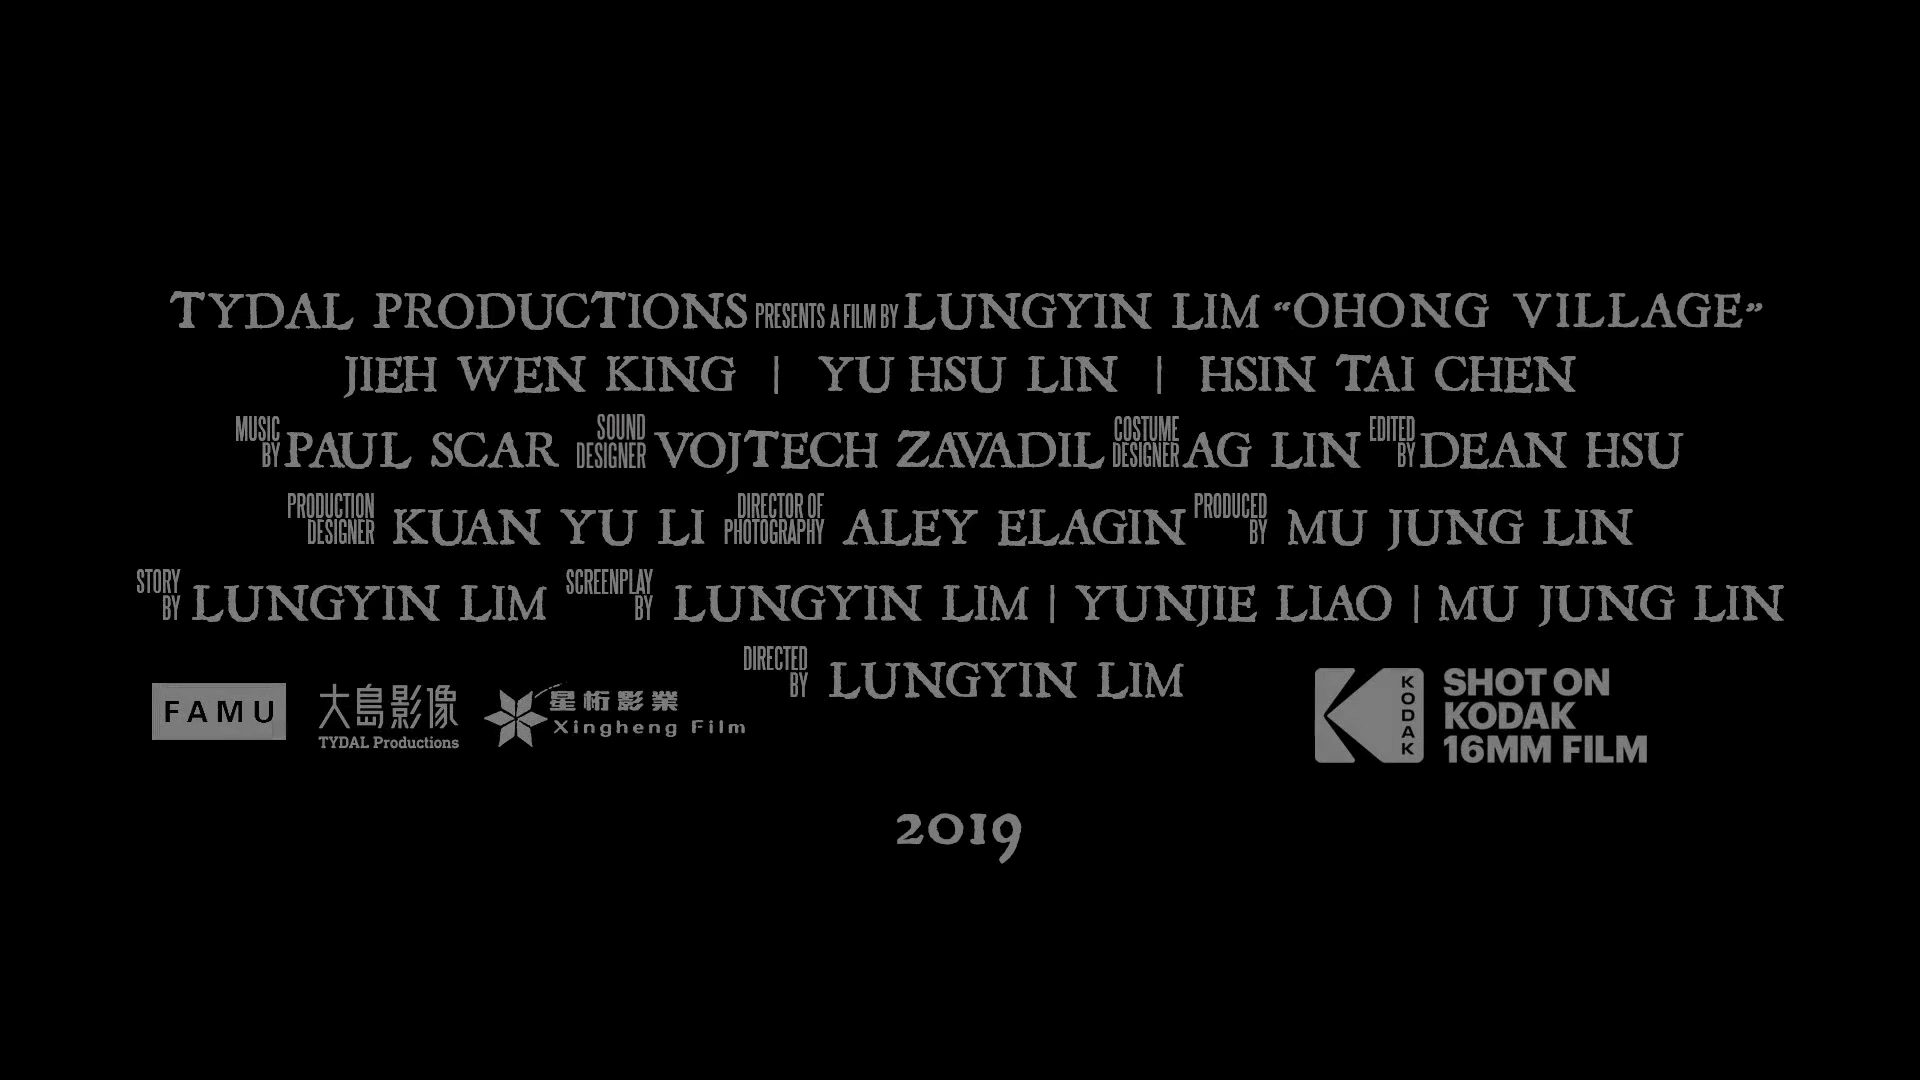 TYDAL PRODUCTIONS PRESENTS A FILM BY LUNGYIN LIM “OHONG VILLAGE”
JIEH WEN KING | YU HSU LIN | HSIN TAI CHEN
MUSIC BY PAUL SCAR SOUND DESIGNER VOJTECH ZAVADIL COSTUME DESIGNER AG LIN EDITED BY DEAN HSU
PRODUCTION DESIGNER KUAN YU LI DIRECTOR OF PHOTOGRAPHY ALEY ELAGIN PRODUCED BY MU JUNG LIN
STORY BY LUNGYIN LIM SCREENPLAY BY LUNGYIN LIM | YUNJIE LIAO | MU JUNG LIN
DIRECTED BY LUNGYIN LIM
FAMU
大島影像
TYDAL Productions
星桁影業
Xingheng Film
KODAK
SHOT ON
KODAK
16MM FILM
2019